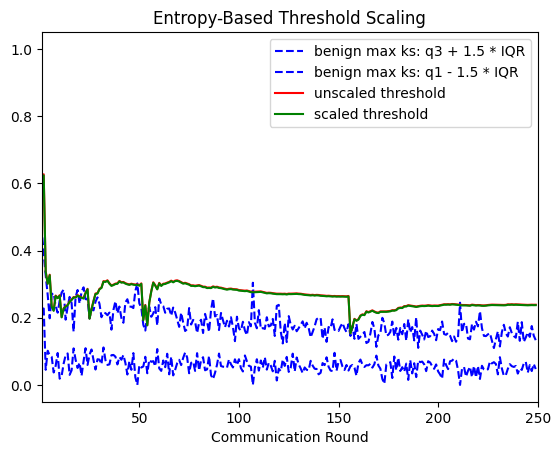 Entropy-Based Threshold Scaling
benign max ks: q3 + 1.5 * IQR
benign max ks: q1 - 1.5 * IQR
unscaled threshold
scaled threshold
1.0
0.8
0.6
0.4
0.2
0.0
50 100 150 200 250
Communication Round